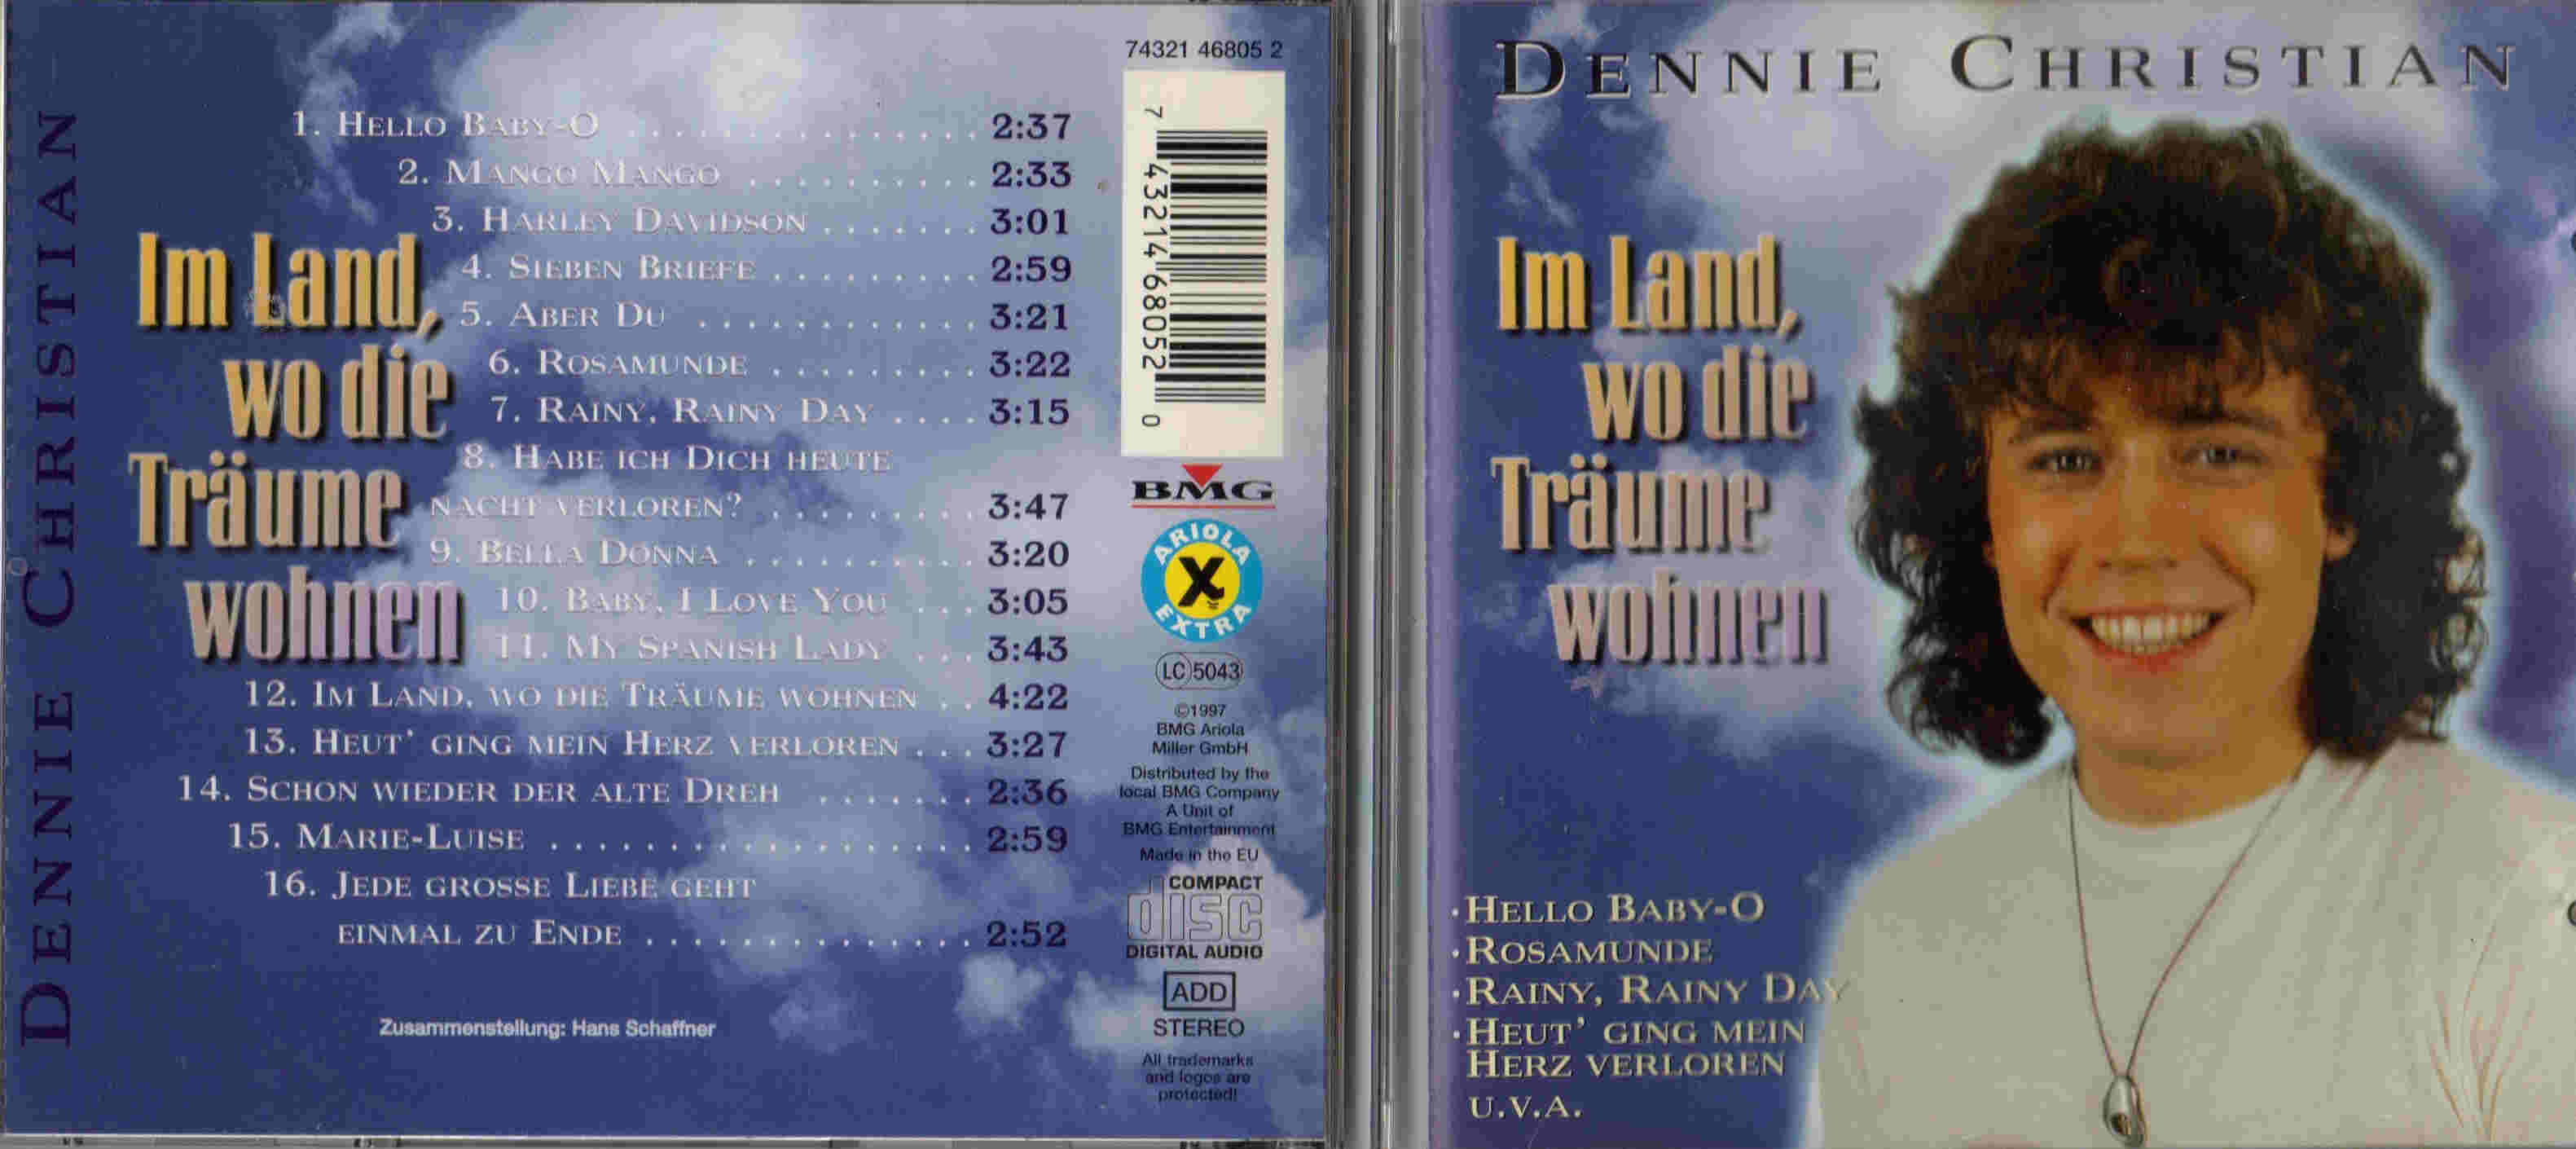 DENNIE CHRISTIAN
Im Land,
wo die
Träume
wohnen
1. HELLO BABY-O . . . . . . . . . . . . . . . 2:37
2. MANGO MANGO . . . . . . . . . . 2:33
3. HARLEY DAVIDSON . . . . . . . 3:01
4. SIEBEN BRIEFE . . . . . . . . . 2:59
5. ABER DU . . . . . . . . . . . . 3:21
6. ROSAMUNDE . . . . . . . . . 3:22
7. RAINY, RAINY DAY . . . . 3:15
8. HABE ICH DICH HEUTE
NACHT VERLOREN? . . . . . . . . . 3:47
9. BELLA DONNA . . . . . . . . . . 3:20
10. BABY, I LOVE YOU . . . 3:05
11. MY SPANISH LADY . . . 3:43
12. IM LAND, WO DIE TRÄUME WOHNEN . . 4:22
13. HEUT' GING MEIN HERZ VERLOREN . . . 3:27
14. SCHON WIEDER DER ALTE DREH . . . . . . . 2:36
15. MARIE-LUISE . . . . . . . . . . . . . . . . . 2:59
16. JEDE GROSSE LIEBE GEHT
EINMAL ZU ENDE . . . . . . . . . . . . . . 2:52
Zusammenstellung: Hans Schaffner
74321 46805 2
7 43214 68052 0
BMG
ARIOLA
X
EXTRA
LC 5043
©1997
BMG Ariola
Miller GmbH
Distributed by the
local BMG Company
A Unit of
BMG Entertainment
Made in the EU
COMPACT
disc
DIGITAL AUDIO
ADD
STEREO
All trademarks
and logos are
protected!
DENNIE CHRISTIAN
Im Land,
wo die
Träume
wohnen
·HELLO BABY-O
·ROSAMUNDE
·RAINY, RAINY DAY
·HEUT' GING MEIN
HERZ VERLOREN
U.V.A.